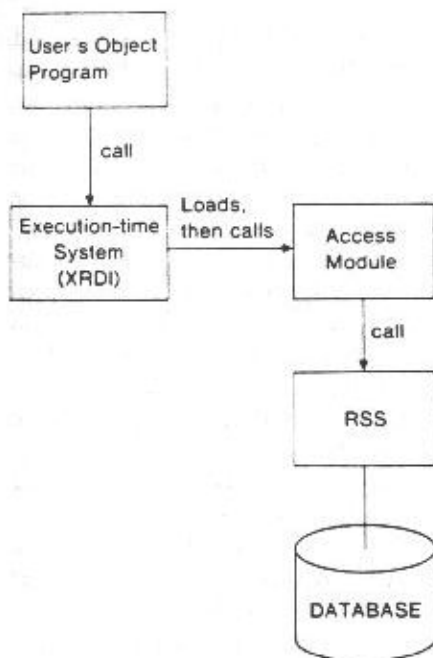 User s Object
Program
call
Execution-time
System
(XRDI)
Loads,
then calls
Access
Module
call
RSS
DATABASE